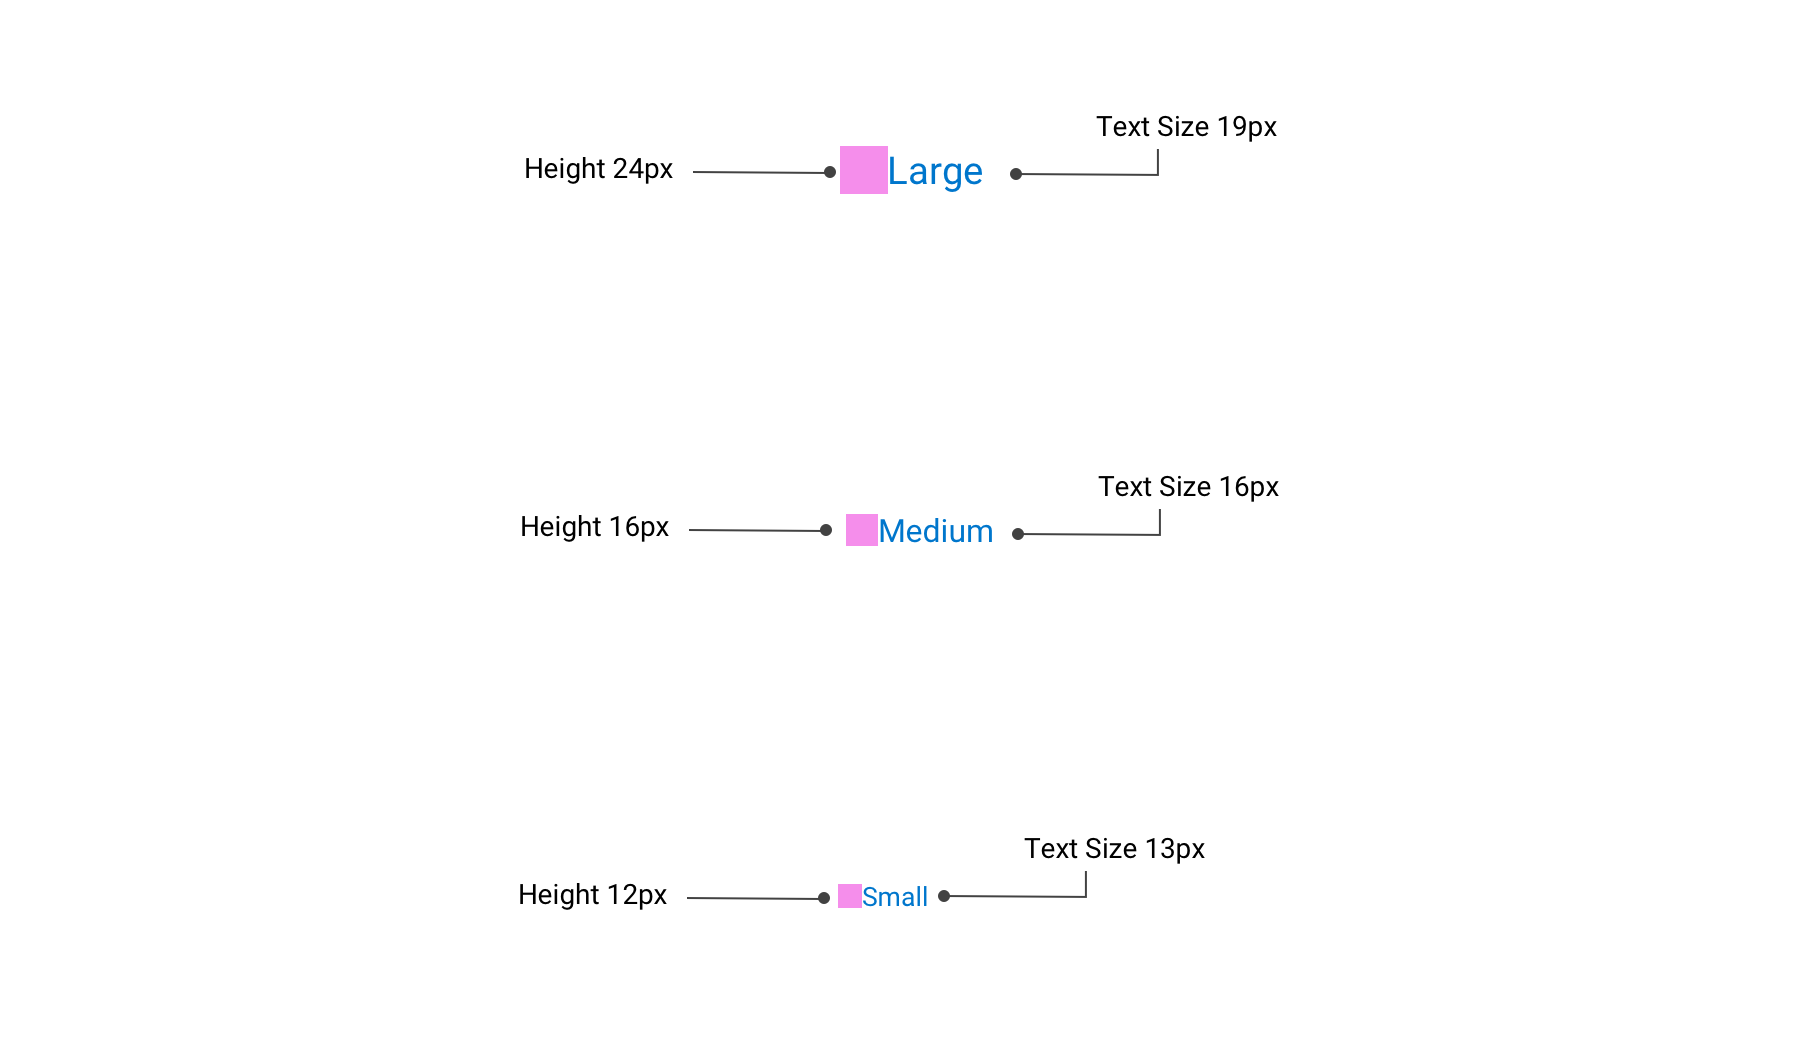 Text Size 19px
Height 24px
Large
Text Size 16px
Height 16px
Medium
Text Size 13px
Height 12px
Small